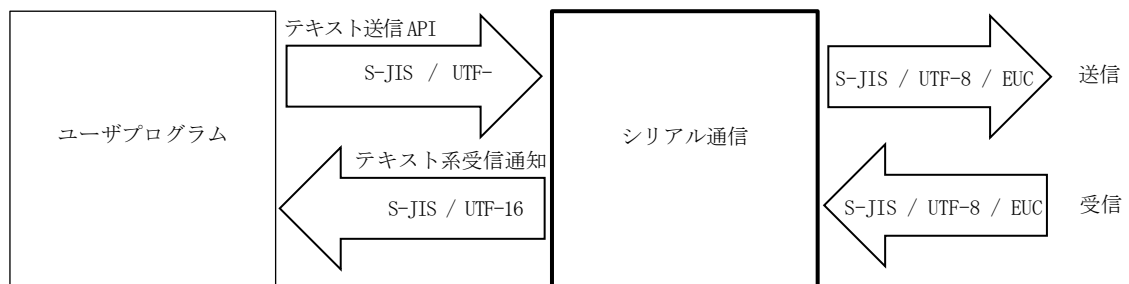 テキスト送信API
S-JIS / UTF-
S-JIS / UTF-8 / EUC
送信
ユーザプログラム
シリアル通信
テキスト系受信通知
S-JIS / UTF-16
S-JIS / UTF-8 / EUC
受信